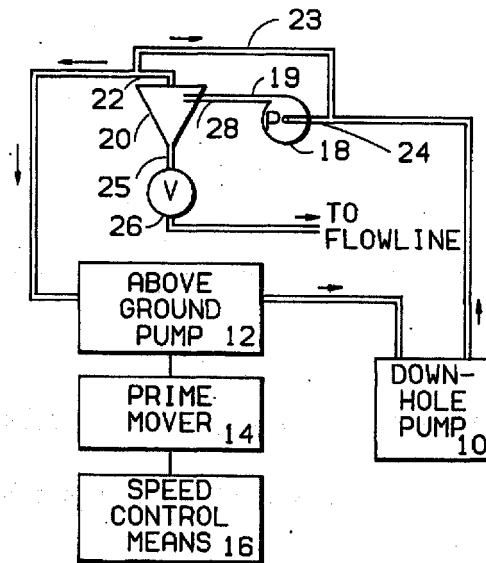 23
22
19
20
28
P
18
24
25
V
26
TO
FLOWLINE
ABOVE
GROUND
PUMP 12
PRIME
MOVER 14
SPEED
CONTROL
MEANS 16
DOWN-
HOLE
PUMP
10